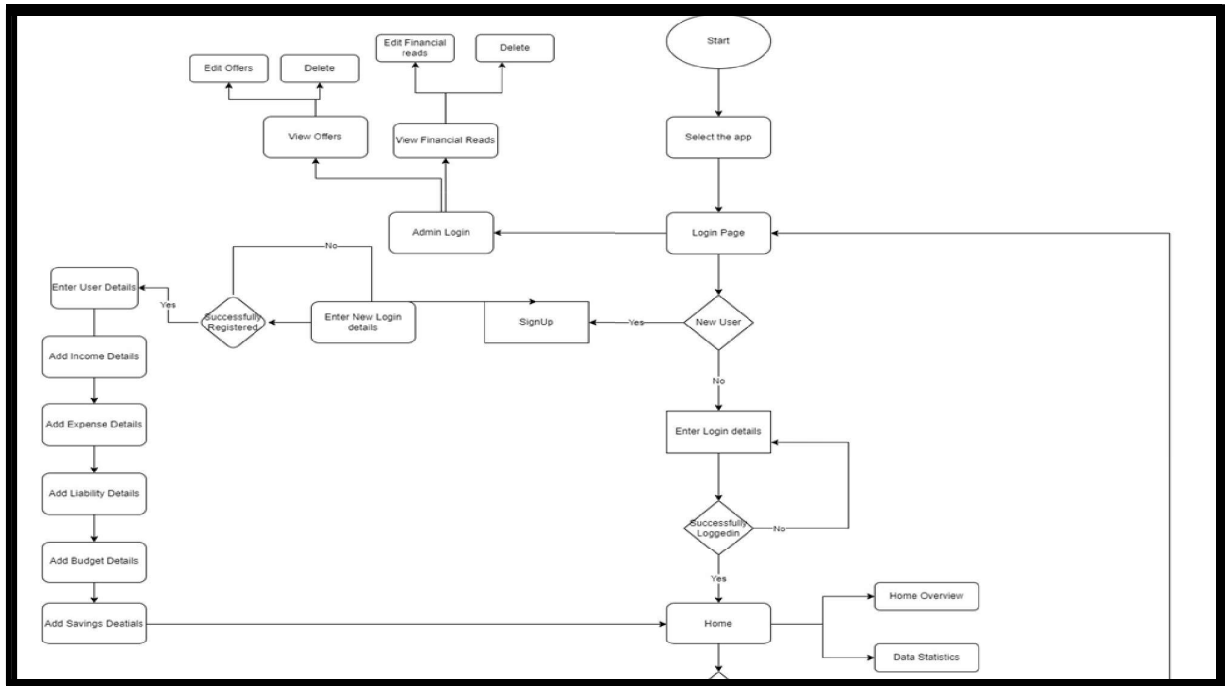 Start
Edit Financial
reads
Delete
Edit Offers
Delete
View Offers
View Financial Reads
Select the app
Admin Login
Login Page
No
Enter User Details
Yes
Successfully
Registered
Enter New Login
details
SignUp
Yes
New User
Add Income Details
No
Add Expense Details
Enter Login details
Add Liability Details
Successfully
Loggedin
No
Add Budget Details
Yes
Home Overview
Add Savings Deatials
Home
Data Statistics